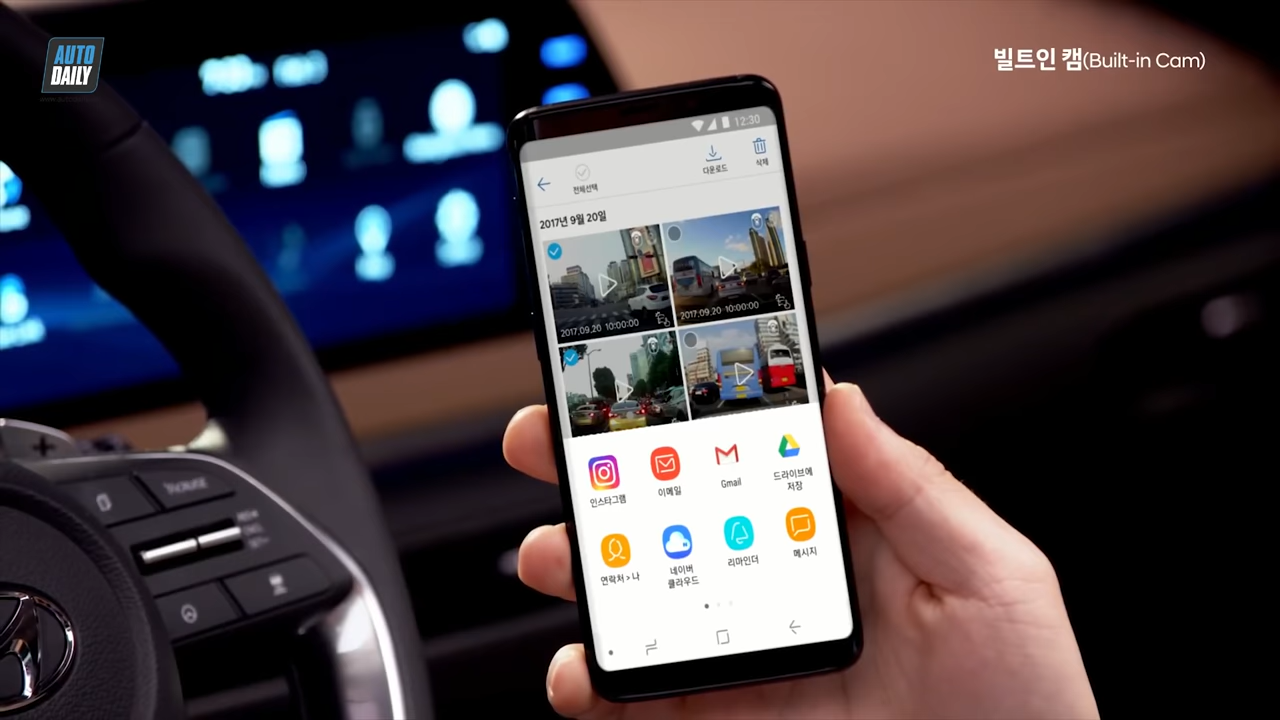 AUTO
DAILY
빌트인 캠(Built-in Cam)
12:30
전체선택
다운로드
삭제
2017년 9월 20일
2017.09.20 10:00:00
2017.09.20 10:00:00
인스타그램
이메일
Gmail
드라이브에
저장
연락처 > 나
네이버
클라우드
리마인더
메시지